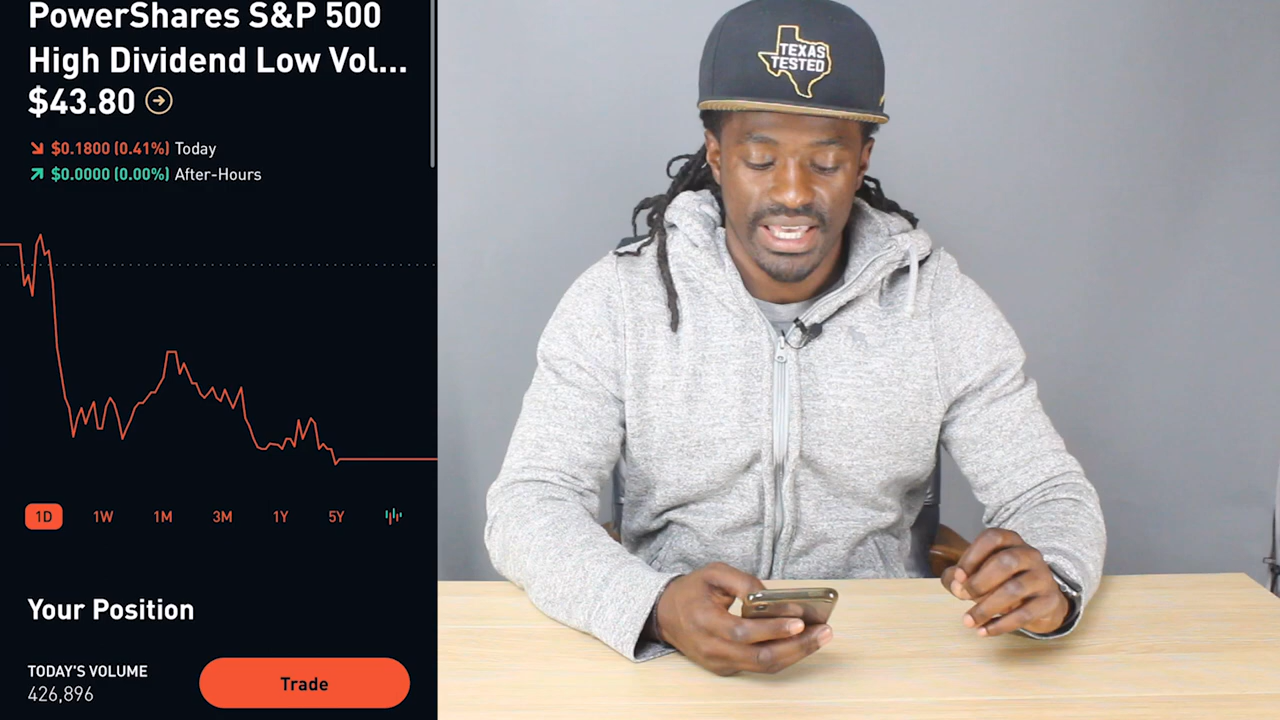 PowerShares S&P 500
High Dividend Low Vol...
$43.80
$0.1800 (0.41%) Today
$0.0000 (0.00%) After-Hours
1D 1W 1M 3M 1Y 5Y
Your Position
TODAY'S VOLUME
426,896
Trade
TEXAS
TESTED